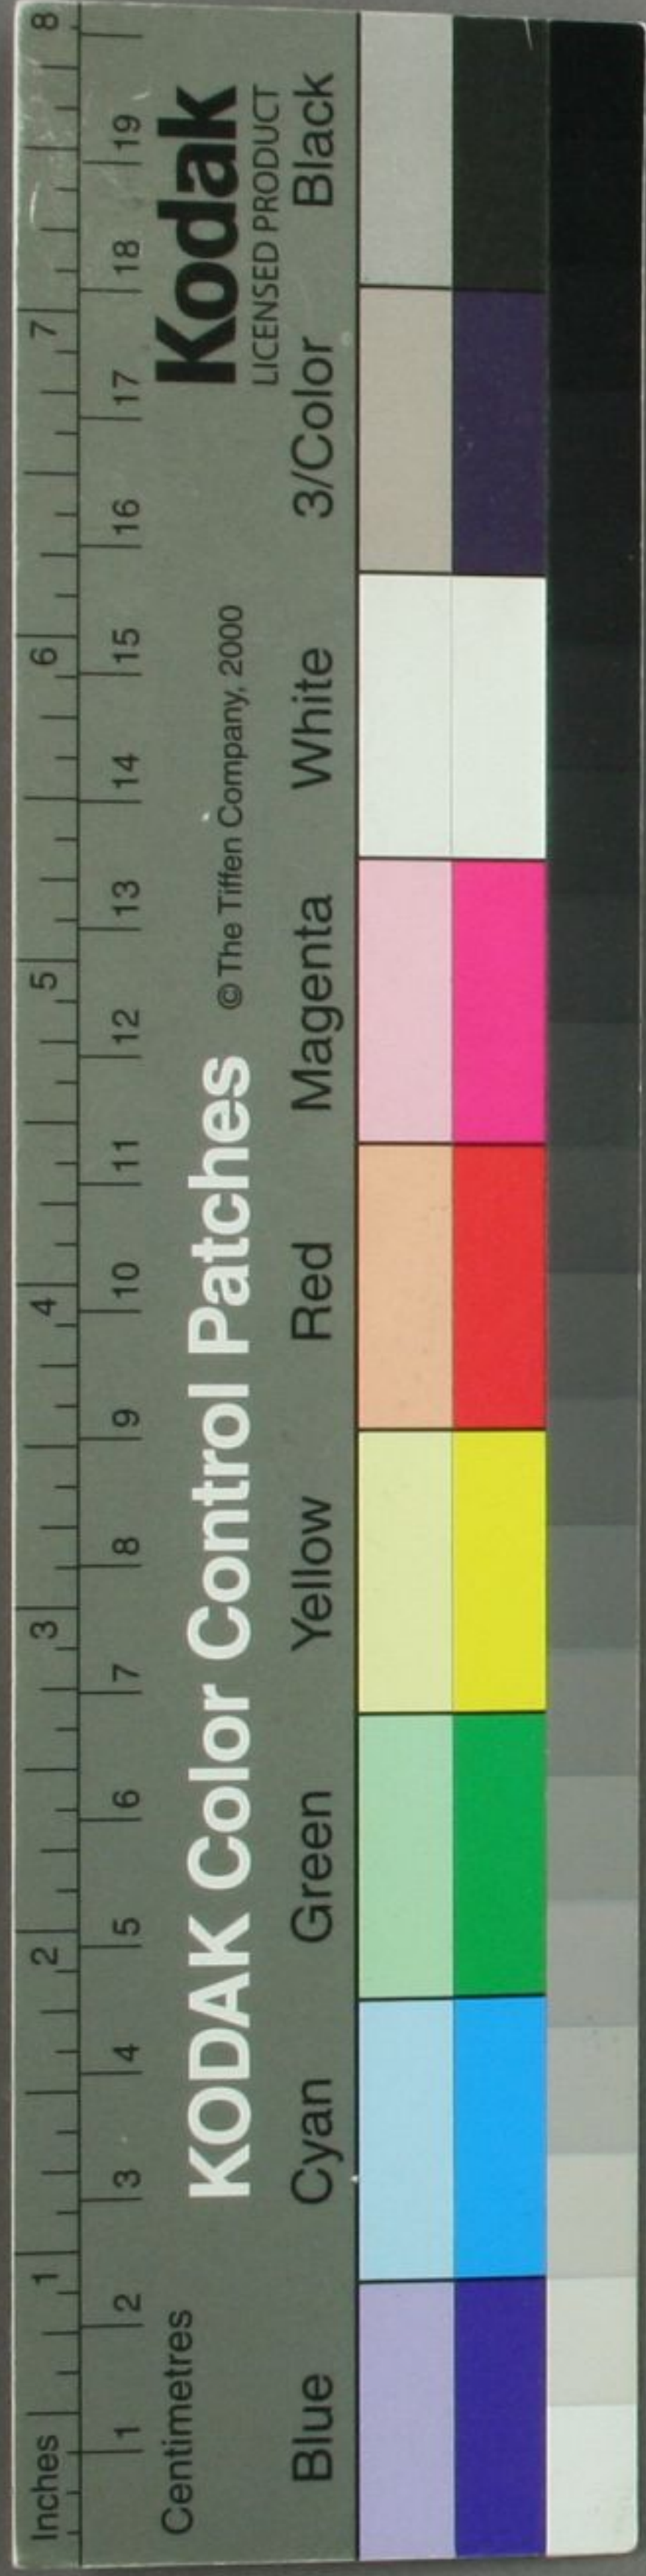 Inches 1 2 3 4 5 6 7 8
Centimetres 1 2 3 4 5 6 7 8 9 10 11 12 13 14 15 16 17 18 19
KODAK Color Control Patches © The Tiffen Company, 2000 Kodak
LICENSED PRODUCT
Blue Cyan Green Yellow Red Magenta White 3/Color Black